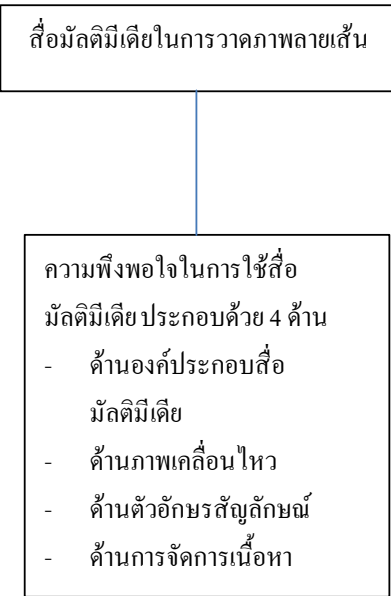 สื่อมัลติมีเดียในการวาดภาพลายเส้น
ความพึงพอใจในการใช้สื่อ
มัลติมีเดีย ประกอบด้วย 4 ด้าน
- ด้านองค์ประกอบสื่อ
มัลติมีเดีย
- ด้านภาพเคลื่อนไหว
- ด้านตัวอักษรสัญลักษณ์
- ด้านการจัดการเนื้อหา